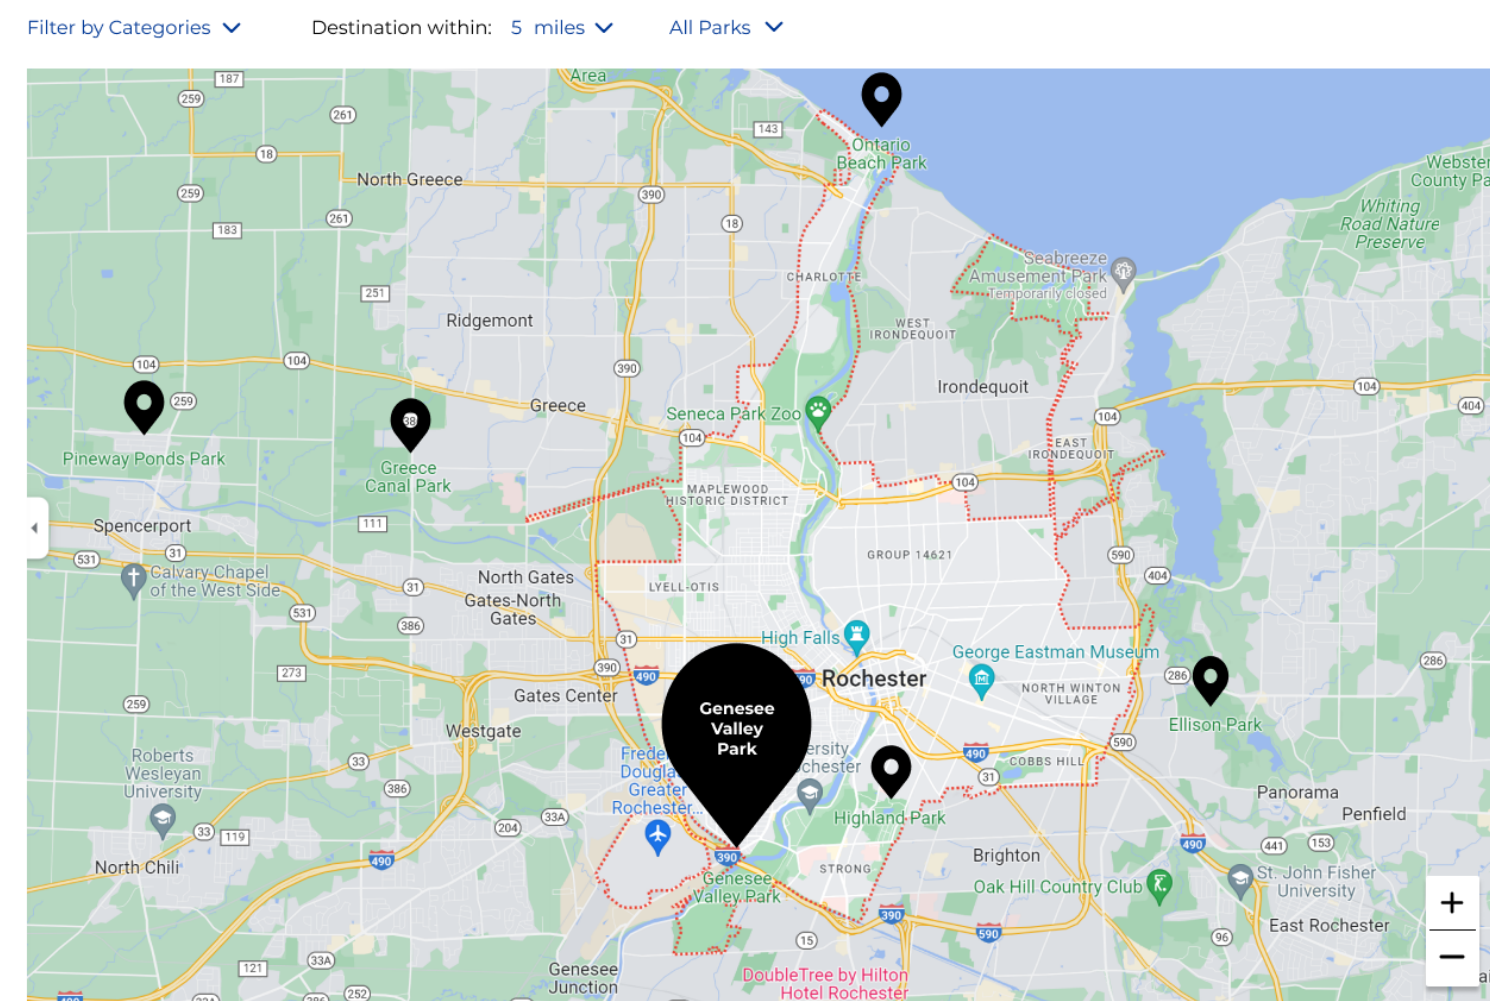 Filter by Categories
Destination within: 5 miles
All Parks
Area
187
259
261
143
18
Ontario
Beach Park
North Greece
259
390
Webster
261
183
18
Whiting
Road Nature
Preserve
Seabreeze
Amusement Park
Temporarily closed
CHARLOTTE
251
Ridgemont
WEST
IRONDEQUOIT
104
104
390
Irondequoit
104
259
Greece
Seneca Park Zoo
104
404
38
104
EAST
IRONDEQUOIT
Pineway Ponds Park
Greece
Canal Park
104
MAPLEWOOD
HISTORIC DISTRICT
111
Spencerport
531
31
GROUP 14621
590
404
Calvary Chapel
of the West Side
North Gates
31
LYELL-OTIS
Gates-North
Gates
531
386
31
High Falls
George Eastman Museum
273
390
490
90
Rochester
286
286
Gates Center
NORTH WINTON
VILLAGE
259
Genesee
Valley
Park
Ellison Park
Westgate
590
Roberts
Wesleyan
University
33
490
COBBS HILL
31
386
Greater
Rochester...
Highland Park
Panorama
Penfield
33
119
204
33A
490
490
441
153
North Chili
390
STRONG
Brighton
Genesee
Valley Park
Oak Hill Country Club
St. John Fisher
University
390
590
96
East Rochester
15
121
33A
Genesee
Junction
252
DoubleTree by Hilton
Hotel Rochester